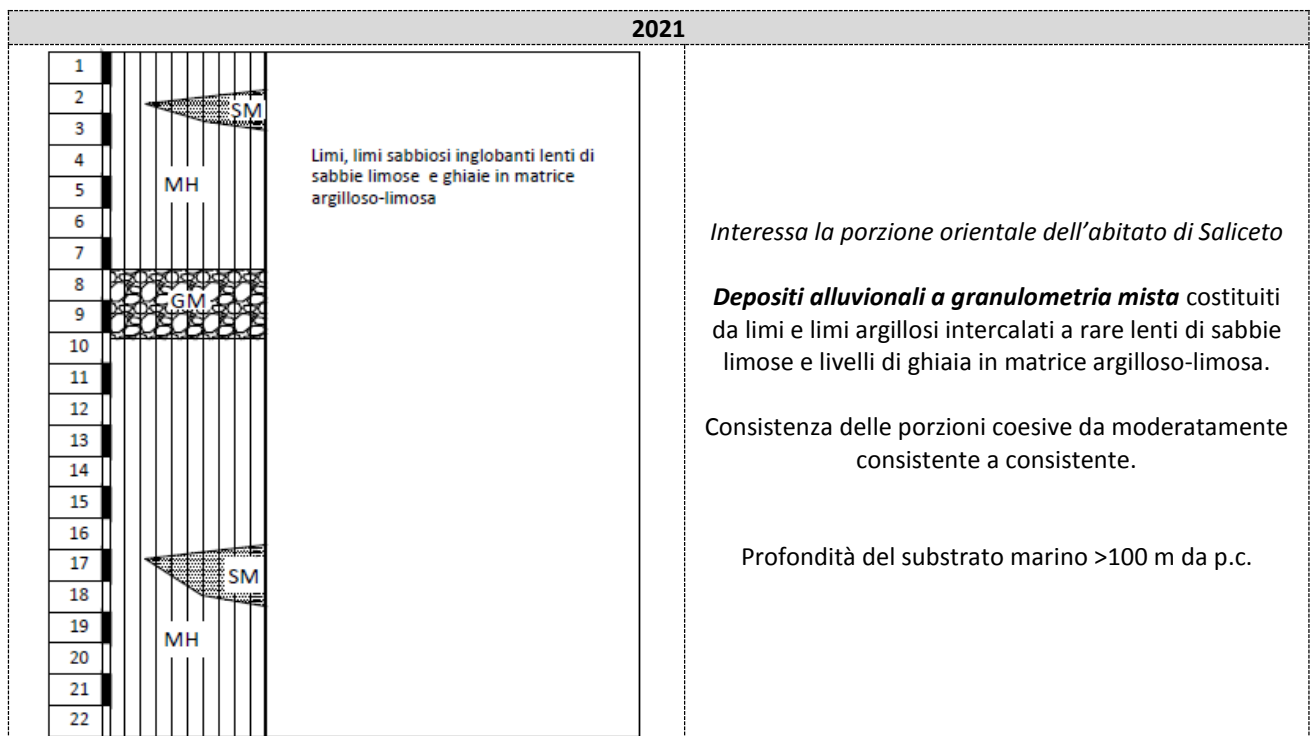 2021
1
2
SM
3
4
Limi, limi sabbiosi inglobanti lenti di
sabbie limose e ghiaie in matrice
argilloso-limosa
5
MH
6
7
8
GM
9
10
11
12
13
14
15
16
17
SM
18
19
MH
20
21
22
Interessa la porzione orientale dell’abitato di Saliceto
Depositi alluvionali a granulometria mista costituiti
da limi e limi argillosi intercalati a rare lenti di sabbie
limose e livelli di ghiaia in matrice argilloso-limosa.
Consistenza delle porzioni coesive da moderatamente
consistente a consistente.
Profondità del substrato marino >100 m da p.c.